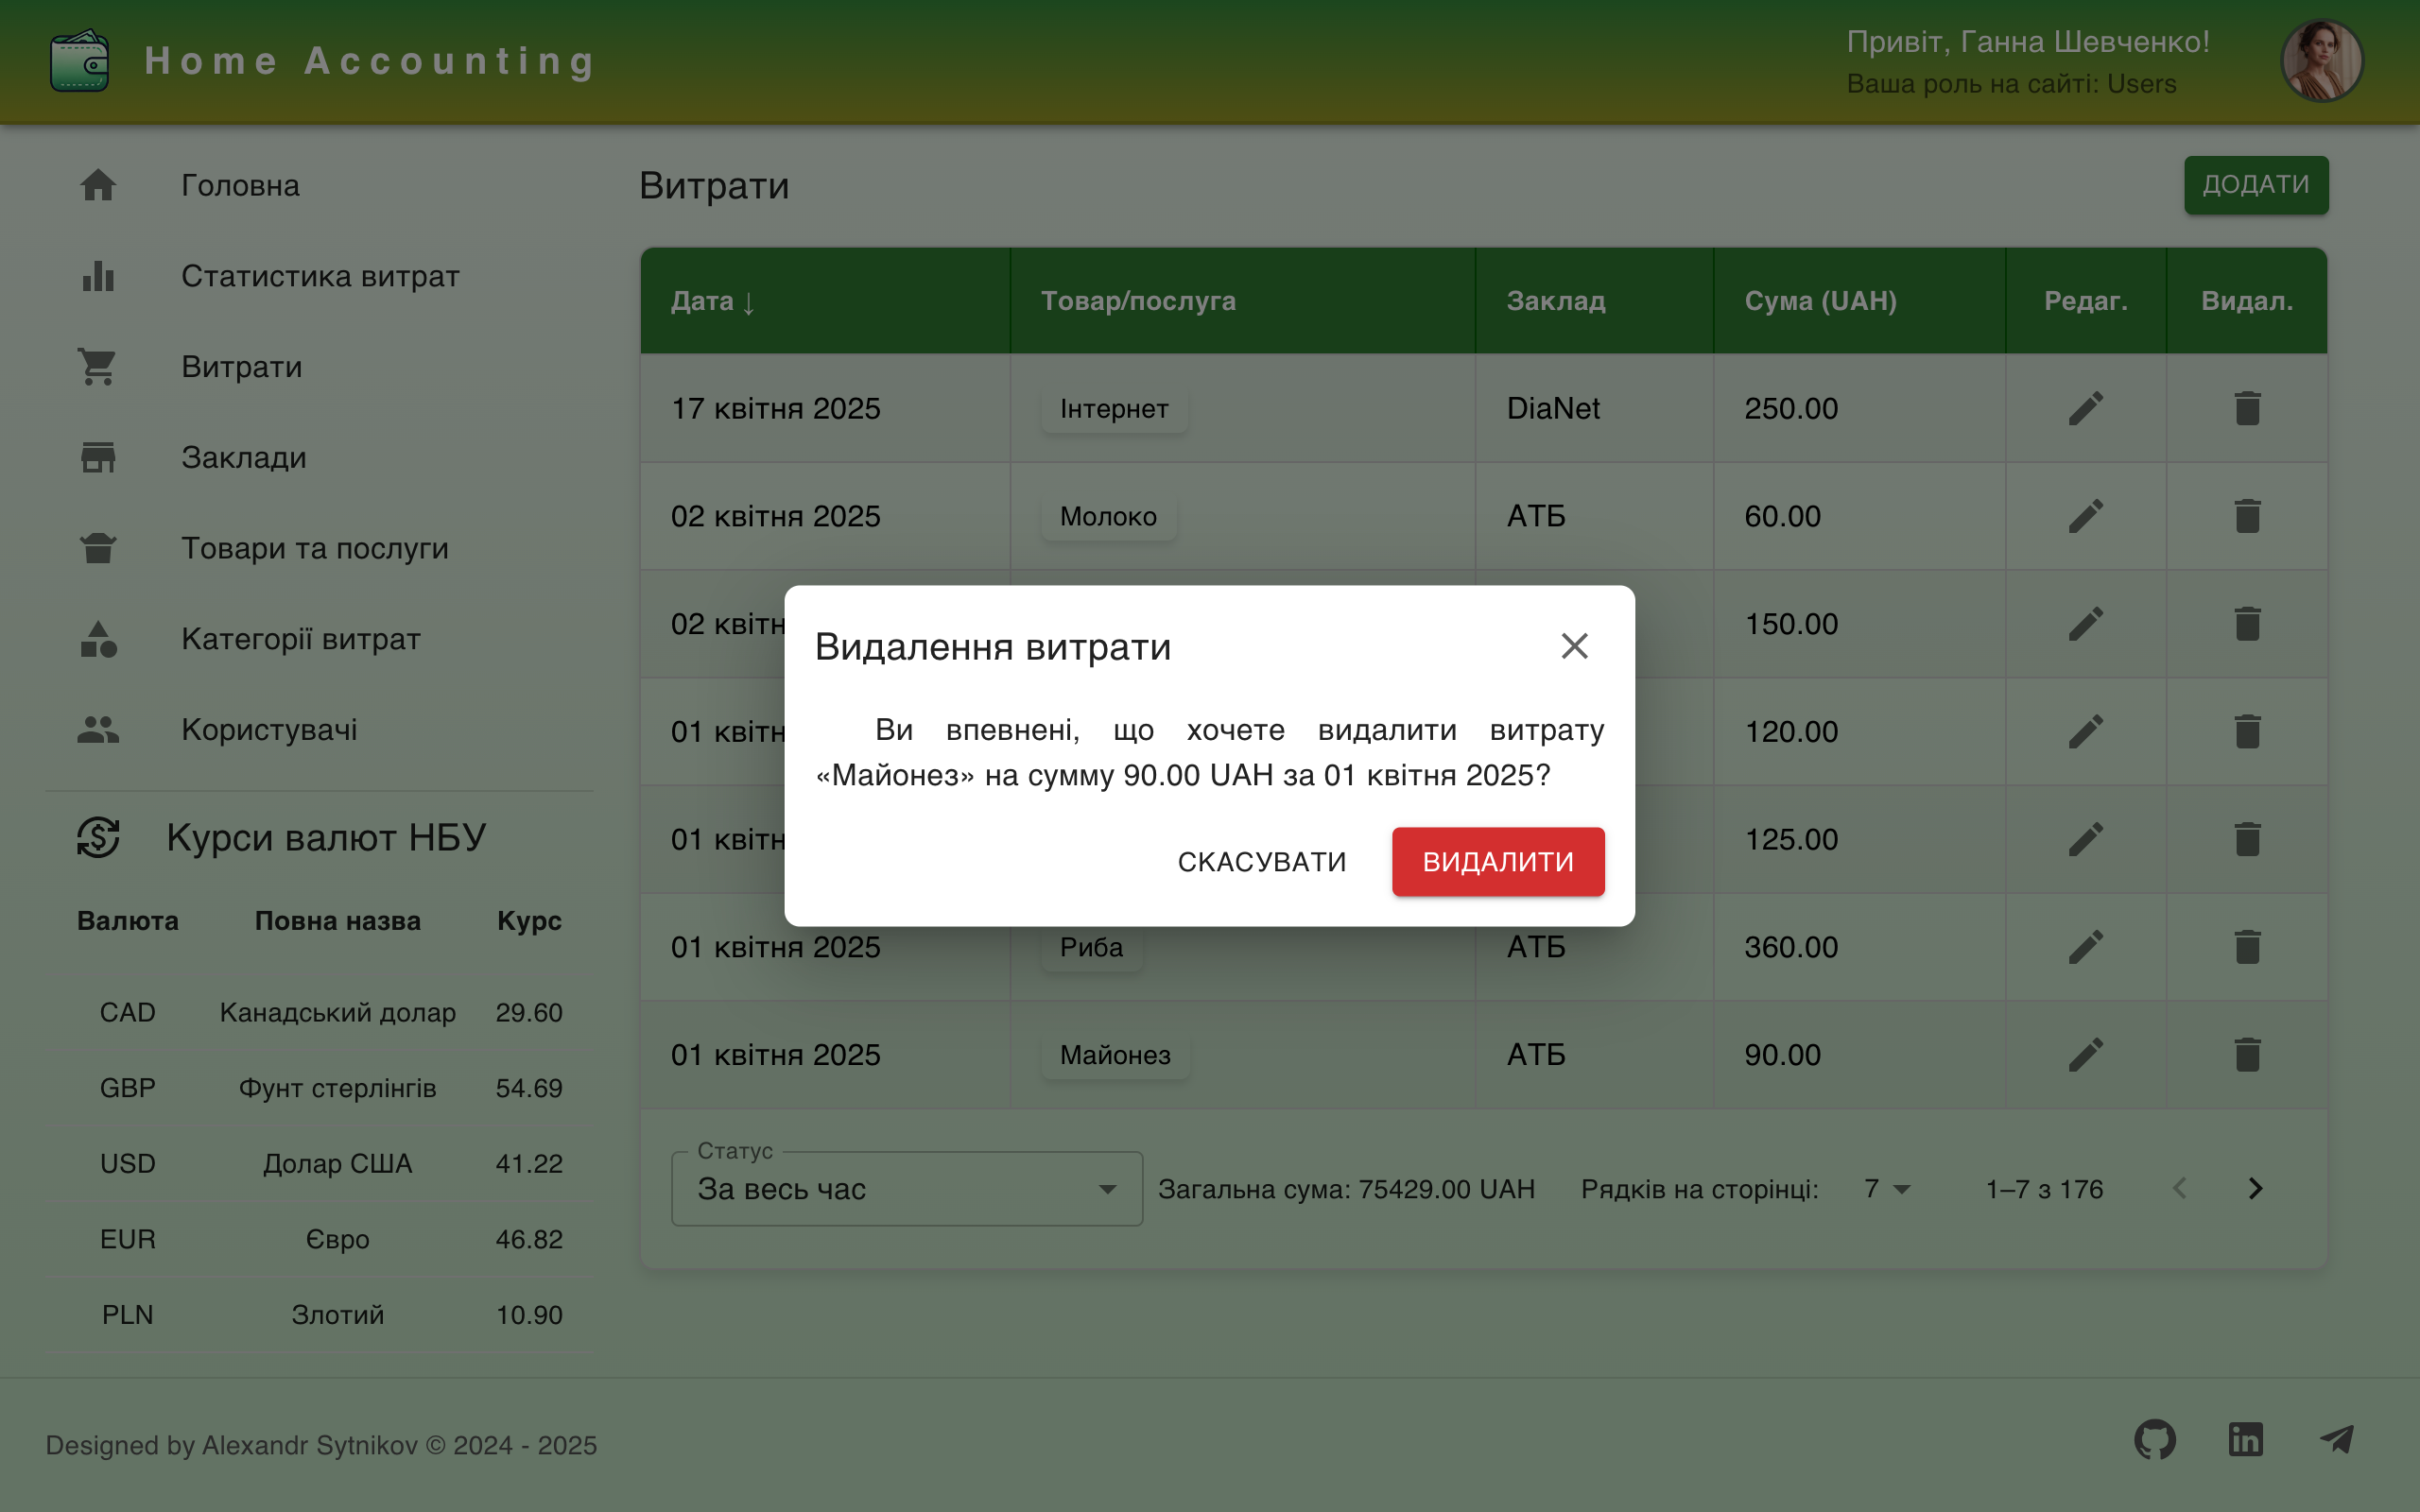 Home Accounting
Привіт, Ганна Шевченко!
Ваша роль на сайті: Users
Головна
Статистика витрат
Витрати
Заклади
Товари та послуги
Категорії витрат
Користувачі
Курси валют НБУ
Валюта Повна назва Курс
CAD Канадський долар 29.60
GBP Фунт стерлінгів 54.69
USD Долар США 41.22
EUR Євро 46.82
PLN Злотий 10.90
Витрати
ДОДАТИ
Дата ↓ Товар/послуга Заклад Сума (UAH) Редаг. Видал.
17 квітня 2025 Інтернет DiaNet 250.00
02 квітня 2025 Молоко АТБ 60.00
02 квітн 150.00
01 квітн 120.00
01 квітн 125.00
01 квітня 2025 Риба АТБ 360.00
01 квітня 2025 Майонез АТБ 90.00
Статус
За весь час
Загальна сума: 75429.00 UAH Рядків на сторінці: 7 1–7 з 176
Видалення витрати
Ви впевнені, що хочете видалити витрату
«Майонез» на сумму 90.00 UAH за 01 квітня 2025?
СКАСУВАТИ ВИДАЛИТИ
Designed by Alexandr Sytnikov © 2024 - 2025